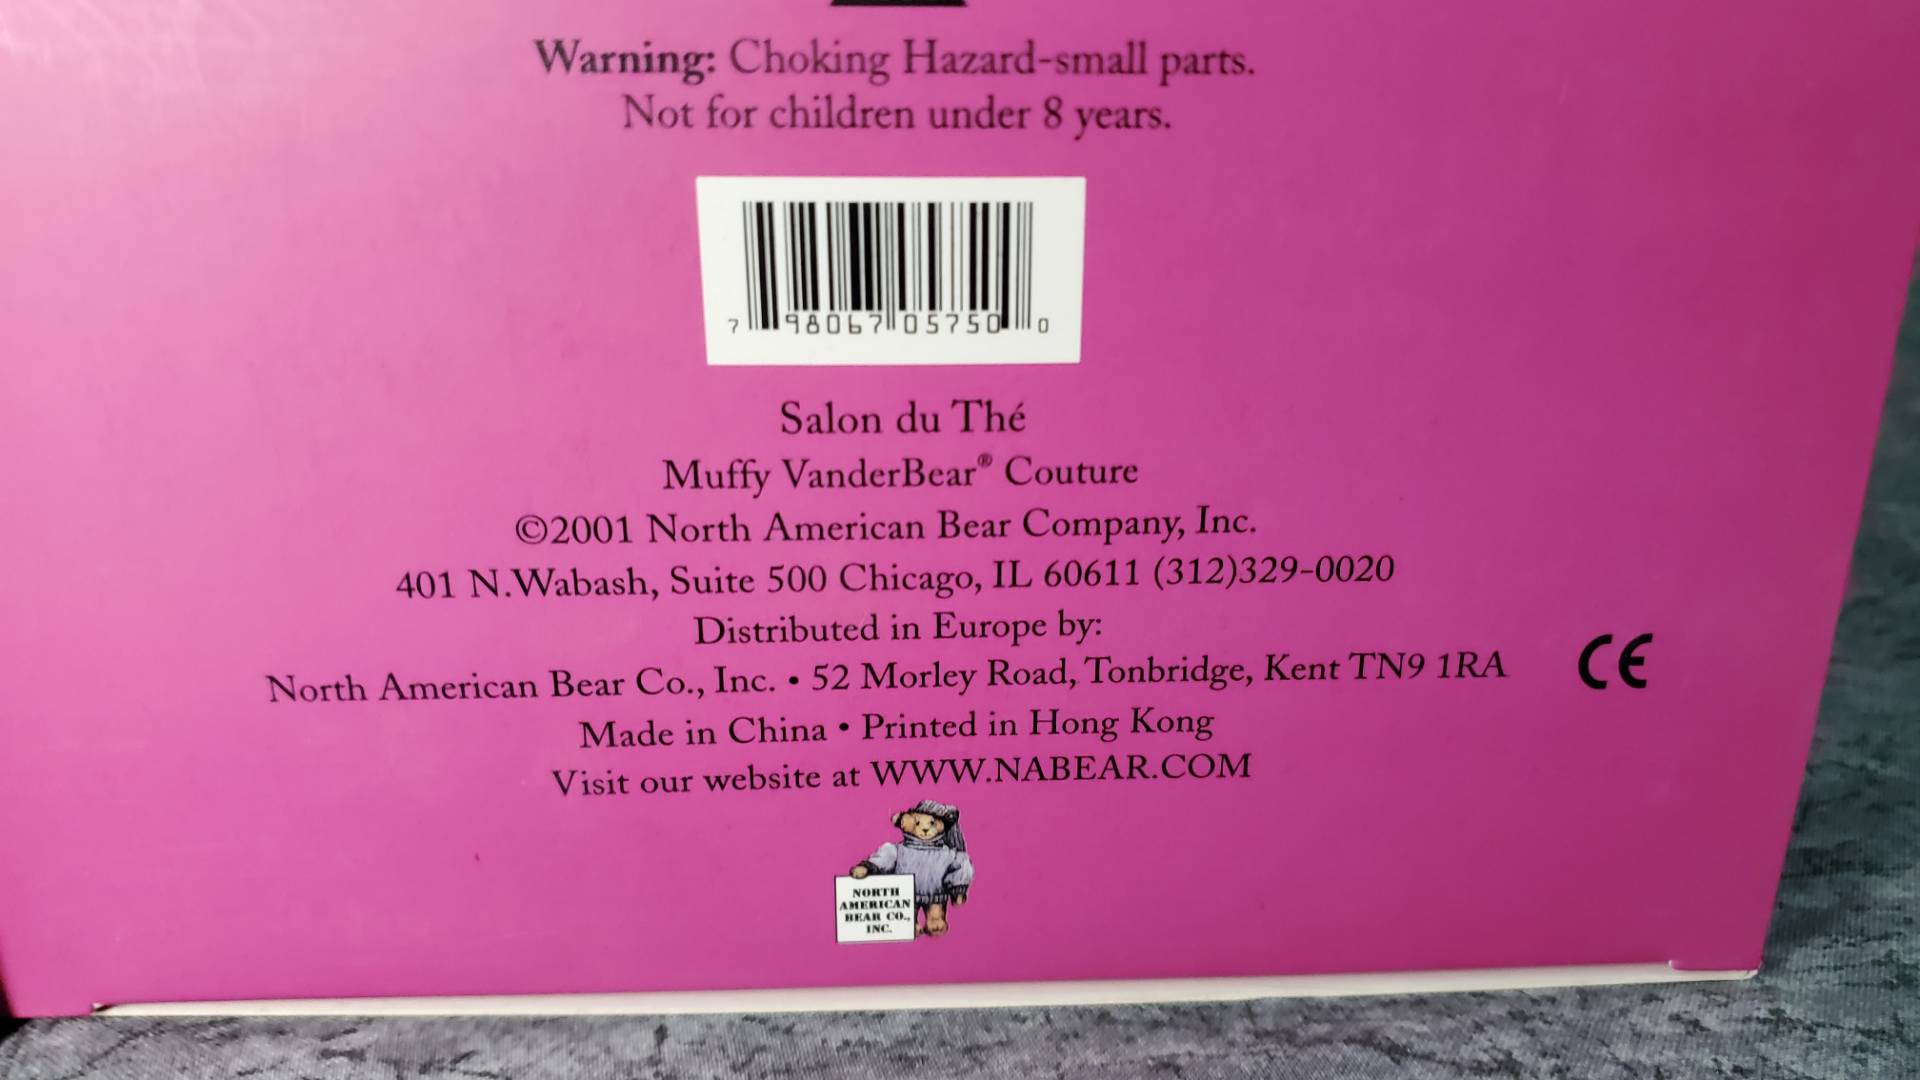 Warning: Choking Hazard-small parts.
Not for children under 8 years.
7 98067 05750 0
Salon du Thé
Muffy VanderBear® Couture
©2001 North American Bear Company, Inc.
401 N.Wabash, Suite 500 Chicago, IL 60611 (312)329-0020
Distributed in Europe by:
North American Bear Co., Inc. • 52 Morley Road, Tonbridge, Kent TN9 1RA
CE
Made in China • Printed in Hong Kong
Visit our website at WWW.NABEAR.COM
NORTH
AMERICAN
BEAR CO.,
INC.